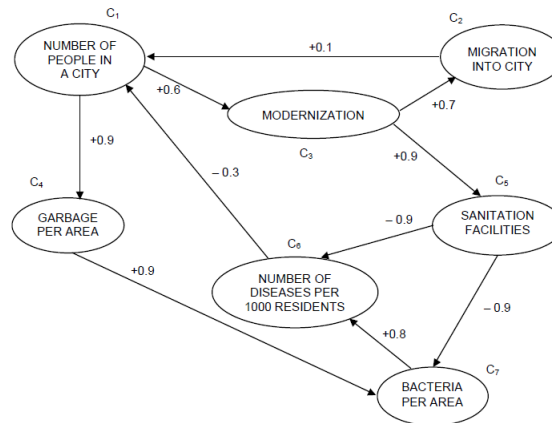 C1
NUMBER OF
PEOPLE IN
A CITY
C2
MIGRATION
INTO CITY
+0.1
+0.6
MODERNIZATION
C3
+0.7
+0.9
+0.9
– 0.3
C4
GARBAGE
PER AREA
C5
SANITATION
FACILITIES
– 0.9
C6
NUMBER OF
DISEASES PER
1000 RESIDENTS
+0.9
– 0.9
+0.8
C7
BACTERIA
PER AREA